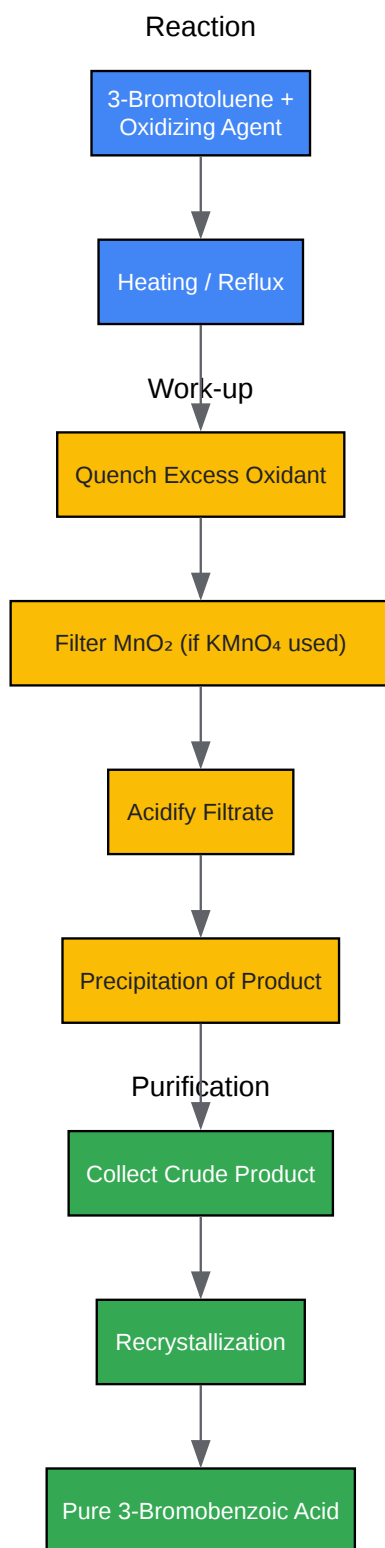 Reaction
3-Bromotoluene +
Oxidizing Agent
Heating / Reflux
Work-up
Quench Excess Oxidant
Filter MnO₂ (if KMnO₄ used)
Acidify Filtrate
Precipitation of Product
Purification
Collect Crude Product
Recrystallization
Pure 3-Bromobenzoic Acid